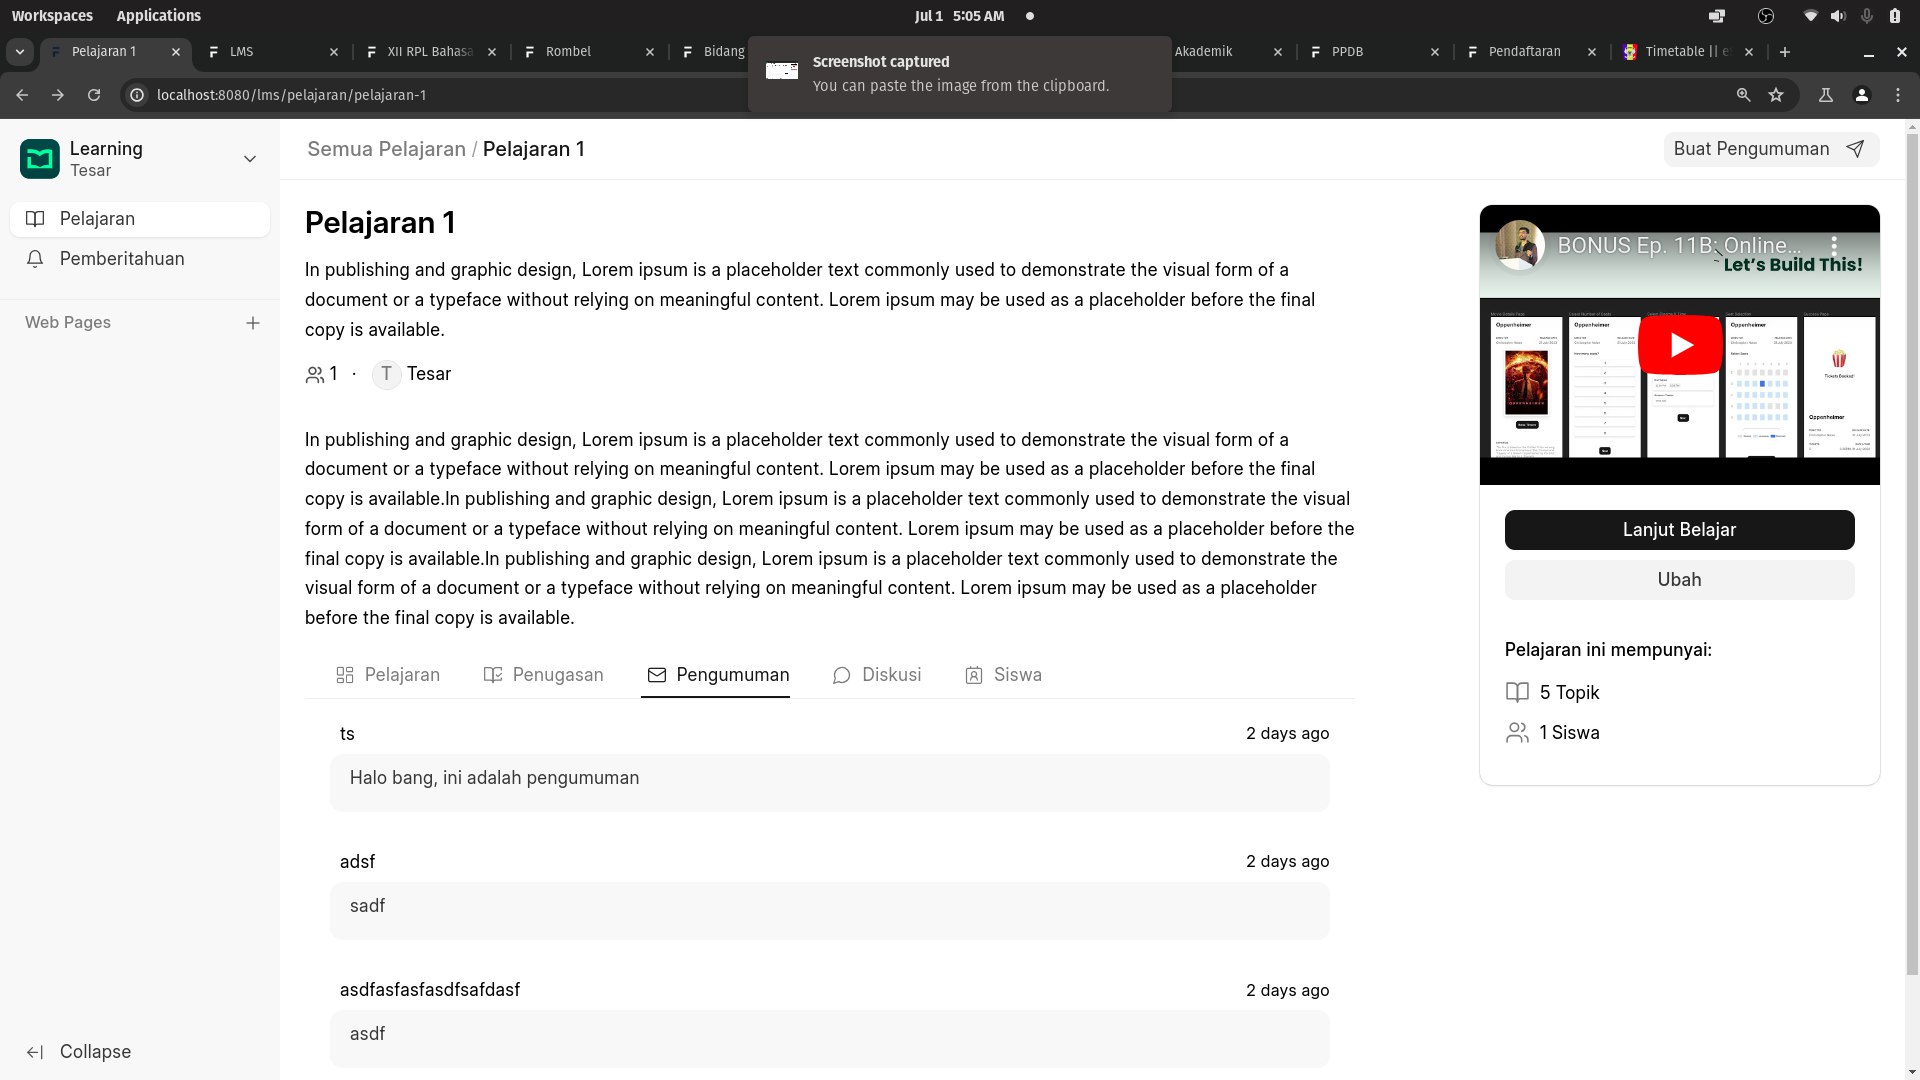 Workspaces Applications Jul 1 5:05 AM
Pelajaran 1 LMS XII RPL Bahasa Rombel Bidang Akademik PPDB Pendaftaran Timetable ||
Screenshot captured
You can paste the image from the clipboard.
localhost:8080/lms/pelajaran/pelajaran-1
Learning
Tesar
Pelajaran
Pemberitahuan
Web Pages
Collapse
Semua Pelajaran / Pelajaran 1
Buat Pengumuman
Pelajaran 1
In publishing and graphic design, Lorem ipsum is a placeholder text commonly used to demonstrate the visual form of a
document or a typeface without relying on meaningful content. Lorem ipsum may be used as a placeholder before the final
copy is available.
1 · T Tesar
In publishing and graphic design, Lorem ipsum is a placeholder text commonly used to demonstrate the visual form of a
document or a typeface without relying on meaningful content. Lorem ipsum may be used as a placeholder before the final
copy is available.In publishing and graphic design, Lorem ipsum is a placeholder text commonly used to demonstrate the visual
form of a document or a typeface without relying on meaningful content. Lorem ipsum may be used as a placeholder before the
final copy is available.In publishing and graphic design, Lorem ipsum is a placeholder text commonly used to demonstrate the
visual form of a document or a typeface without relying on meaningful content. Lorem ipsum may be used as a placeholder
before the final copy is available.
Pelajaran Penugasan Pengumuman Diskusi Siswa
ts 2 days ago
Halo bang, ini adalah pengumuman
adsf 2 days ago
sadf
asdfasfasfasdfsafdasf 2 days ago
asdf
BONUS Ep. 11B: Online...
Let's Build This!
Oppenheimer Oppenheimer Oppenheimer
Tickets Booked!
Oppenheimer
Lanjut Belajar
Ubah
Pelajaran ini mempunyai:
5 Topik
1 Siswa